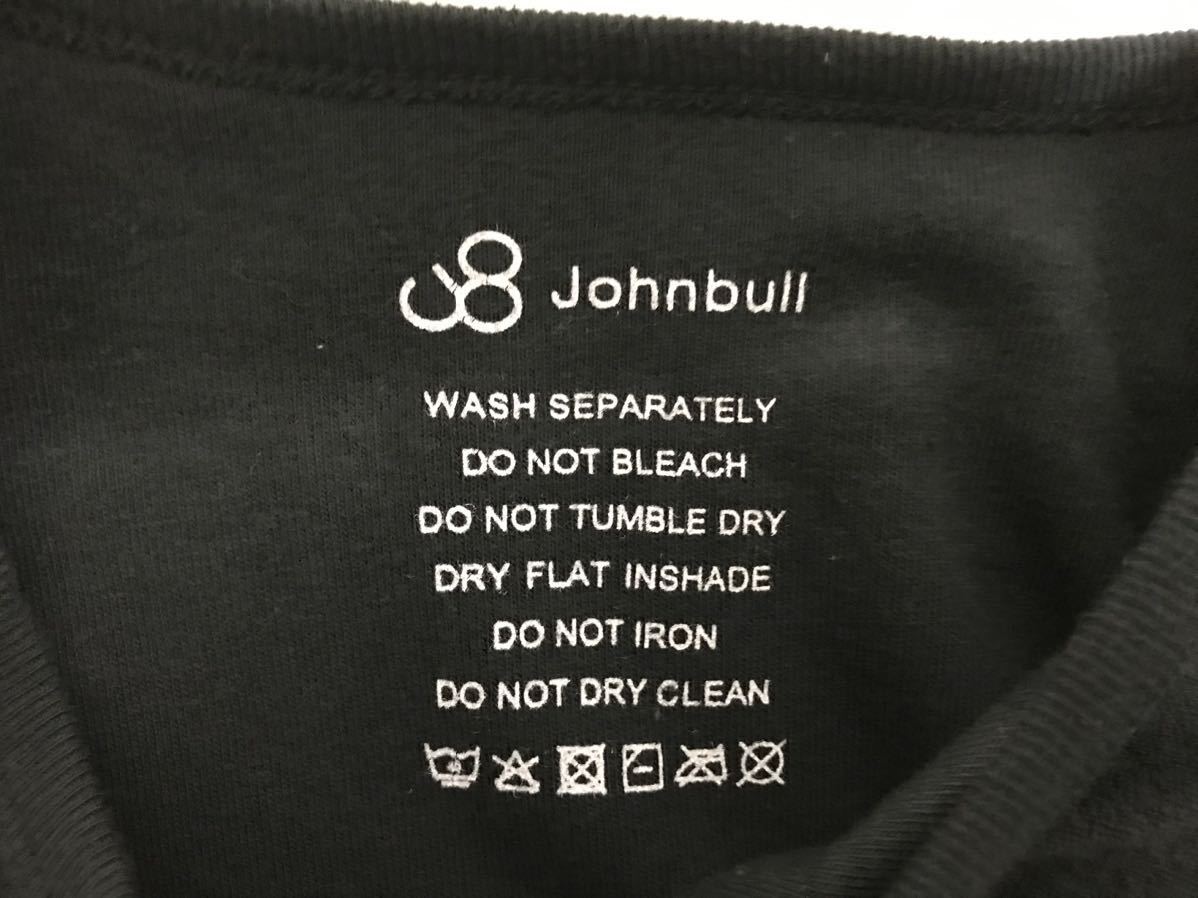 Johnbull
WASH SEPARATELY
DO NOT BLEACH
DO NOT TUMBLE DRY
DRY FLAT INSHADE
DO NOT IRON
DO NOT DRY CLEAN